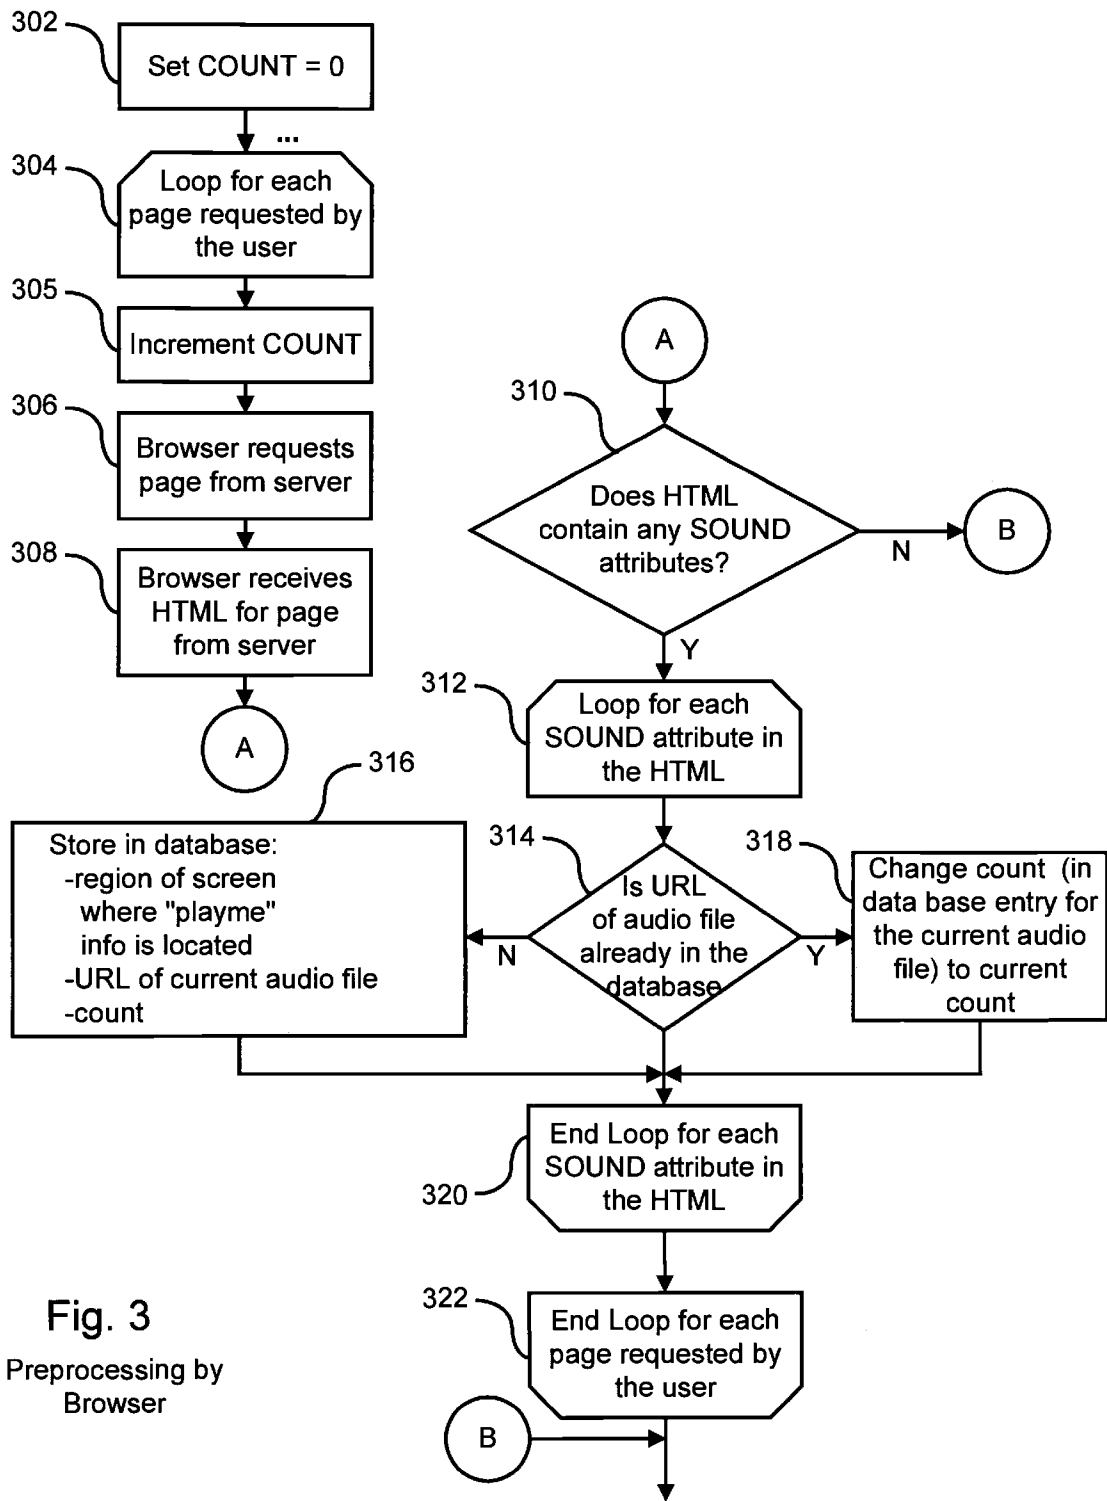 302
Set COUNT = 0
...
304
Loop for each
page requested by
the user
305
Increment COUNT
306
Browser requests
page from server
308
Browser receives
HTML for page
from server
A
A
310
Does HTML
contain any SOUND
attributes?
N
B
Y
312
Loop for each
SOUND attribute in
the HTML
314
Is URL
of audio file
already in the
database
N
Y
316
Store in database:
-region of screen
where "playme"
info is located
-URL of current audio file
-count
318
Change count (in
data base entry for
the current audio
file) to current
count
320
End Loop for each
SOUND attribute in
the HTML
322
End Loop for each
page requested by
the user
B
Fig. 3
Preprocessing by
Browser